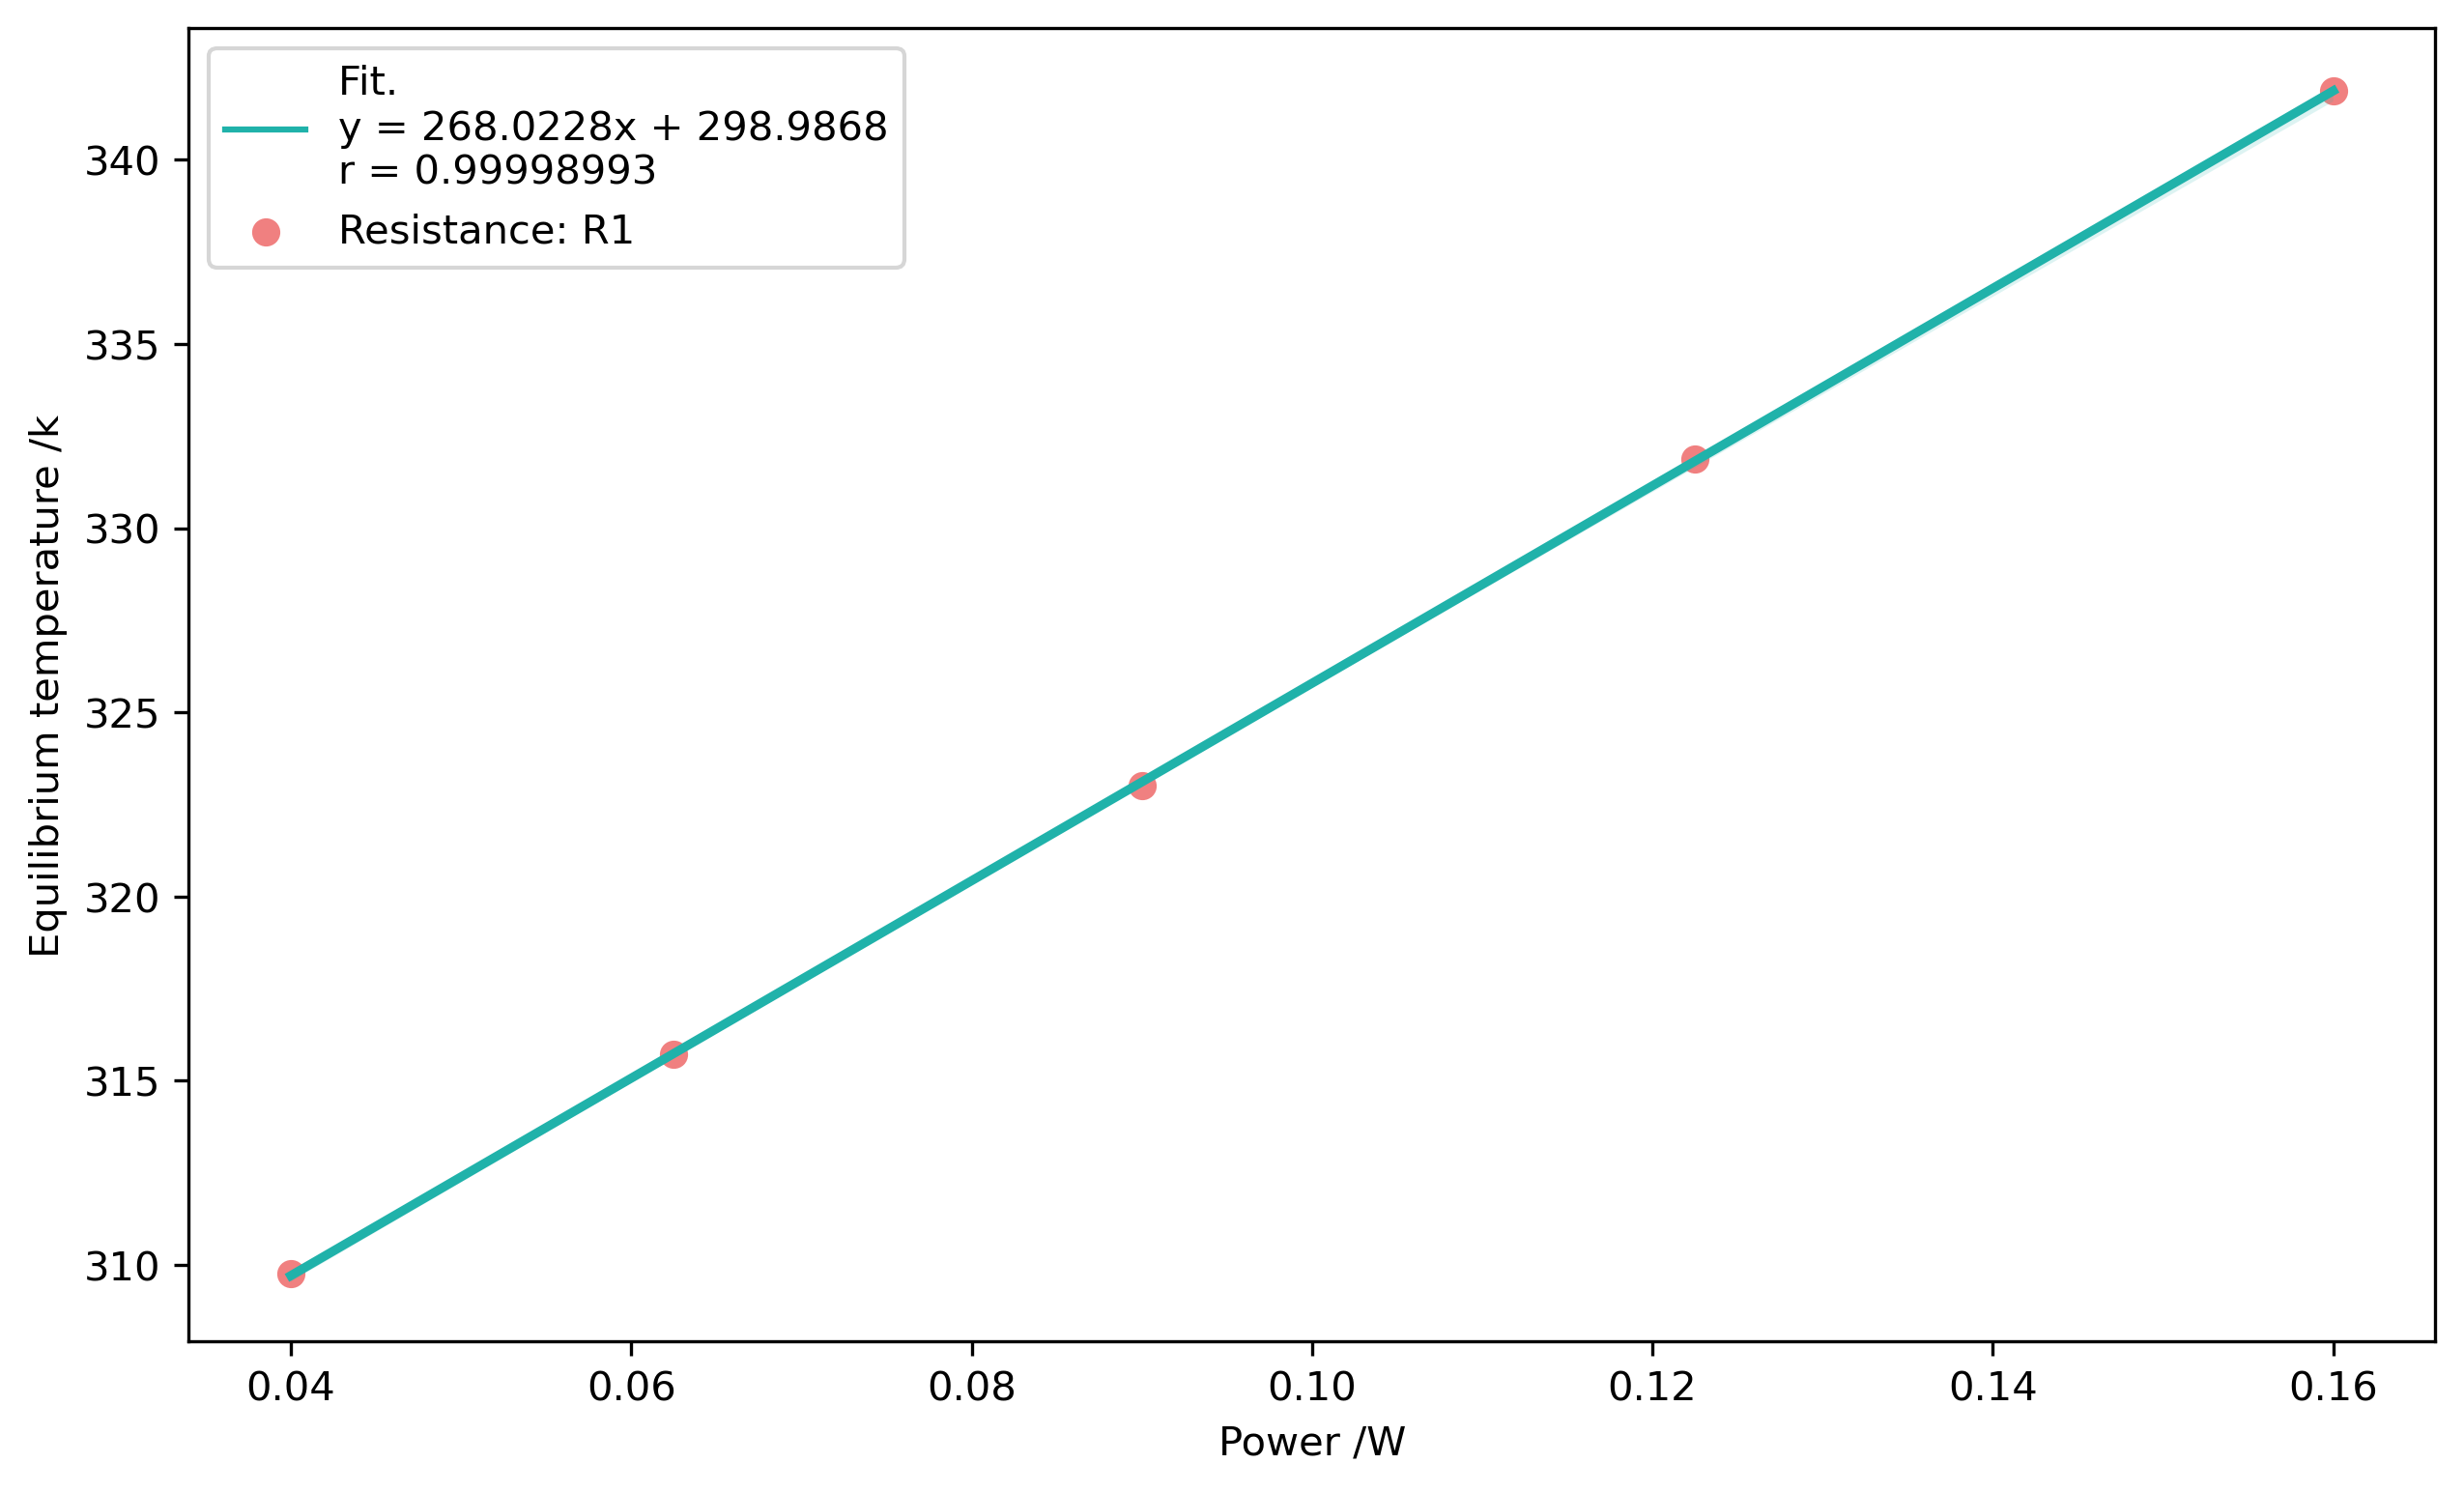 Fit.
y = 268.0228x + 298.9868
r = 0.99998993
Resistance: R1
340
335
330
325
320
315
310
Equilibrium temperature /k
0.04 0.06 0.08 0.10 0.12 0.14 0.16
Power /W